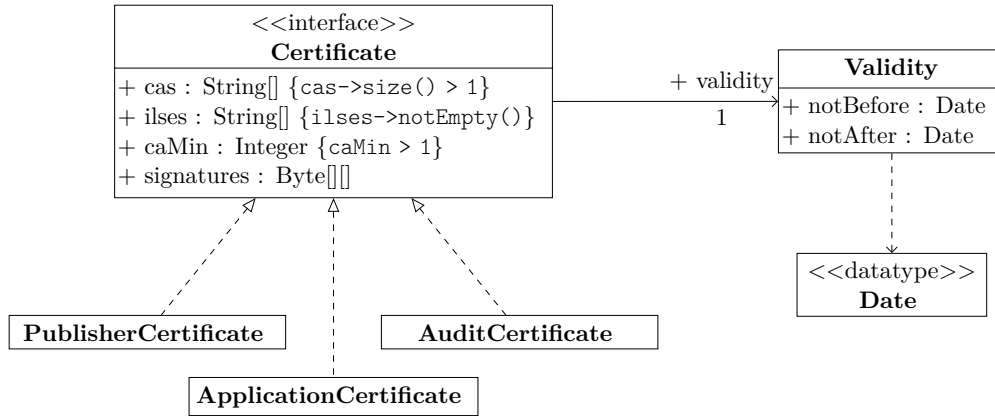 <<interface>>
Certificate
+ cas : String[] {cas->size() > 1}
+ ilses : String[] {ilses->notEmpty()}
+ caMin : Integer {caMin > 1}
+ signatures : Byte[][]
+ validity
1
Validity
+ notBefore : Date
+ notAfter : Date
<<datatype>>
Date
PublisherCertificate
AuditCertificate
ApplicationCertificate